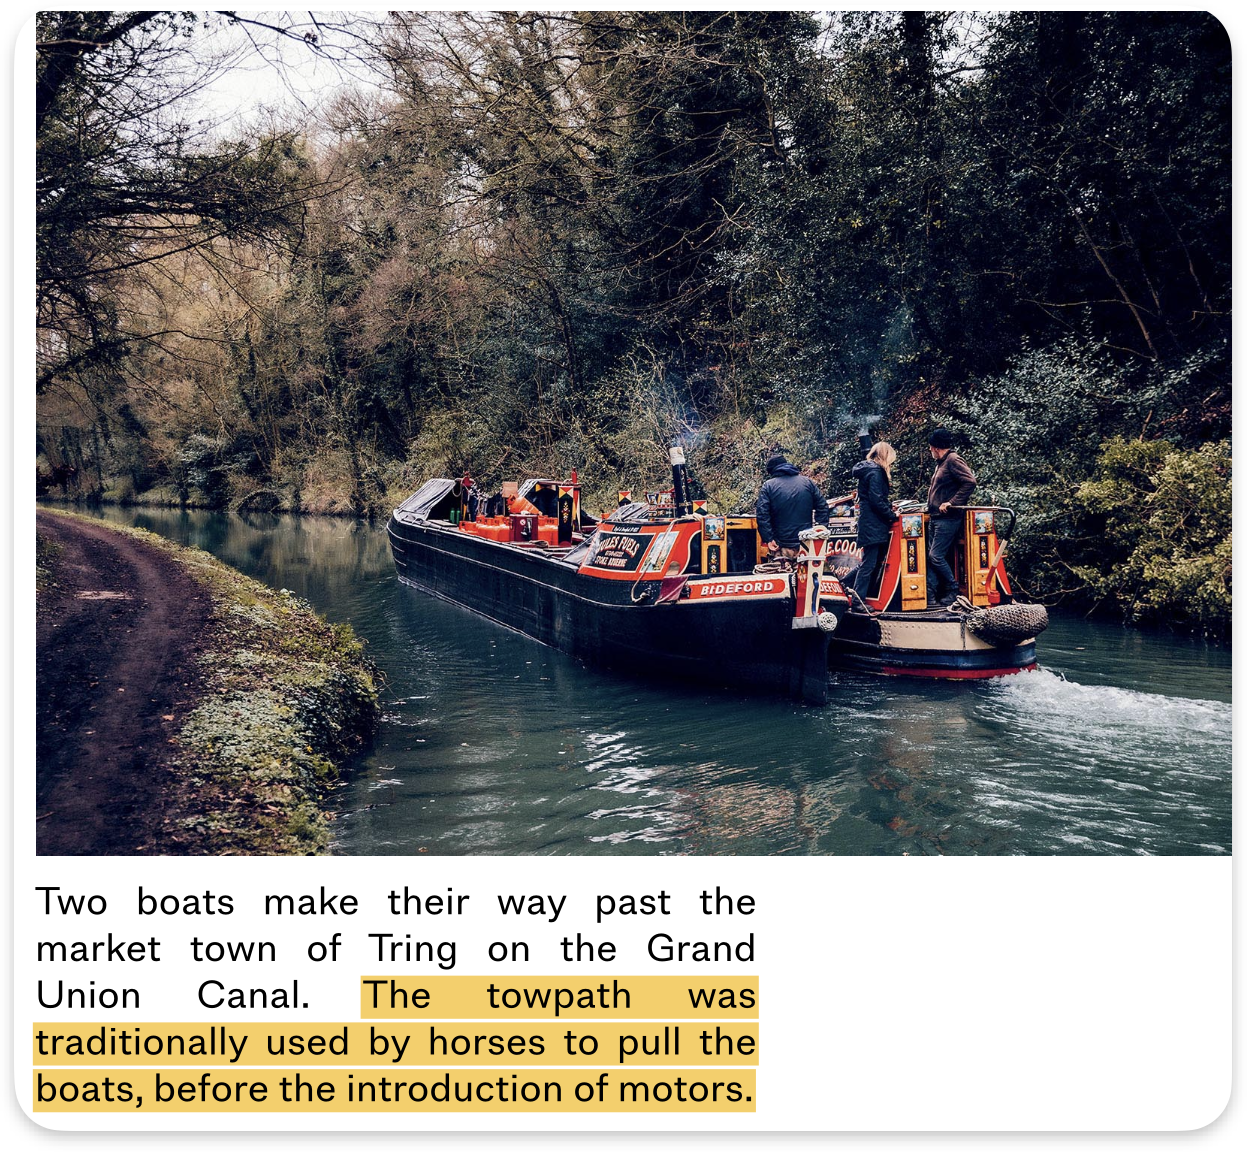 BIDEFORD
Two boats make their way past the
market town of Tring on the Grand
Union Canal. The towpath was
traditionally used by horses to pull the
boats, before the introduction of motors.